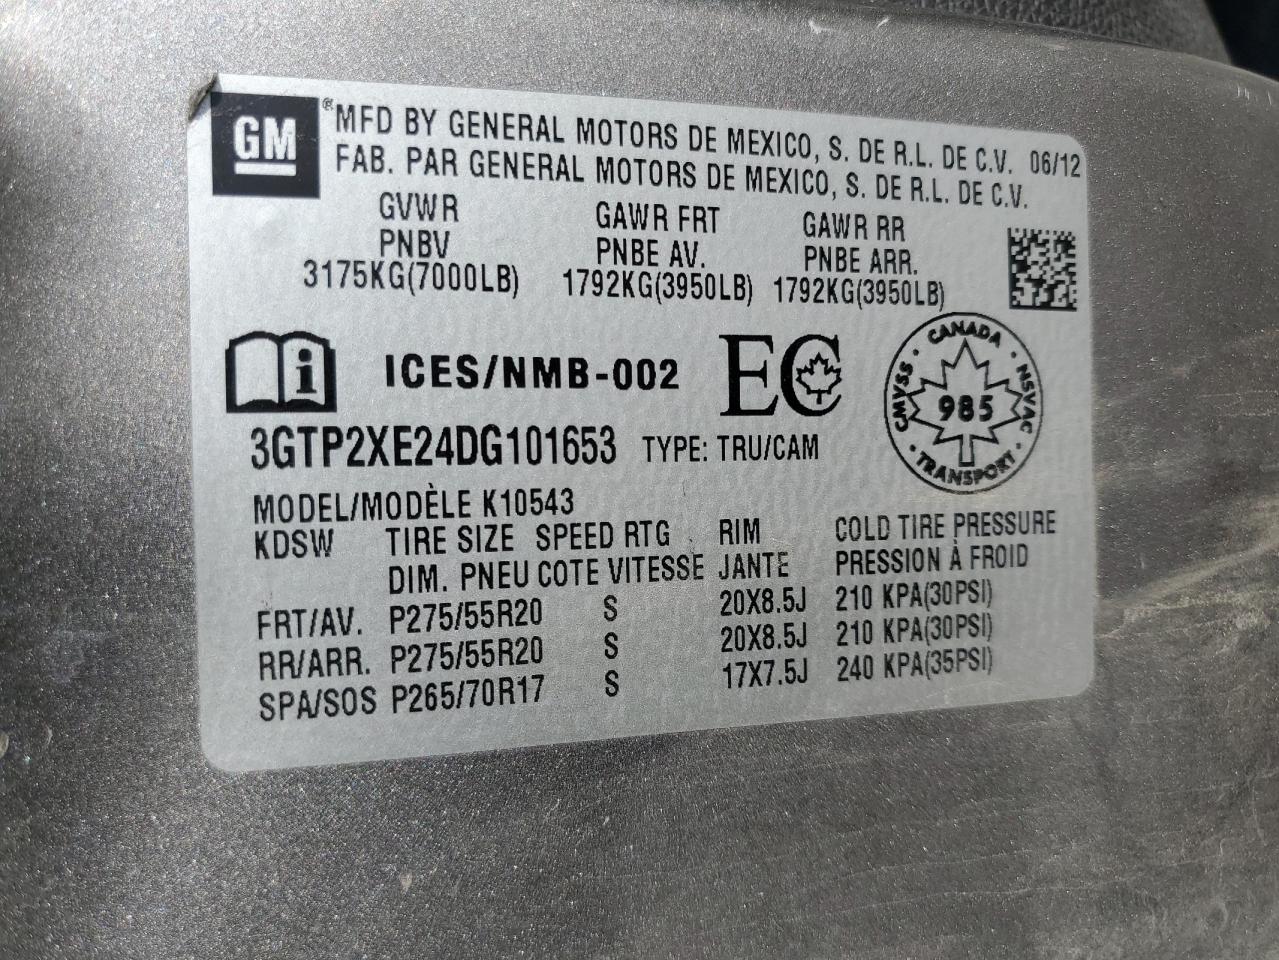 GM ® MFD BY GENERAL MOTORS DE MEXICO, S. DE R.L. DE C.V. 06/12
FAB. PAR GENERAL MOTORS DE MEXICO, S. DE R.L. DE C.V.
GVWR GAWR FRT GAWR RR
PNBV PNBE AV. PNBE ARR.
3175KG(7000LB) 1792KG(3950LB) 1792KG(3950LB)
i ICES/NMB-002 EC CANADA CMVSS NSVAC 985 TRANSPORT
3GTP2XE24DG101653 TYPE: TRU/CAM
MODEL/MODÈLE K10543
KDSW TIRE SIZE SPEED RTG RIM COLD TIRE PRESSURE
DIM. PNEU COTE VITESSE JANTE PRESSION À FROID
FRT/AV. P275/55R20 S 20X8.5J 210 KPA(30PSI)
RR/ARR. P275/55R20 S 20X8.5J 210 KPA(30PSI)
SPA/SOS P265/70R17 S 17X7.5J 240 KPA(35PSI)